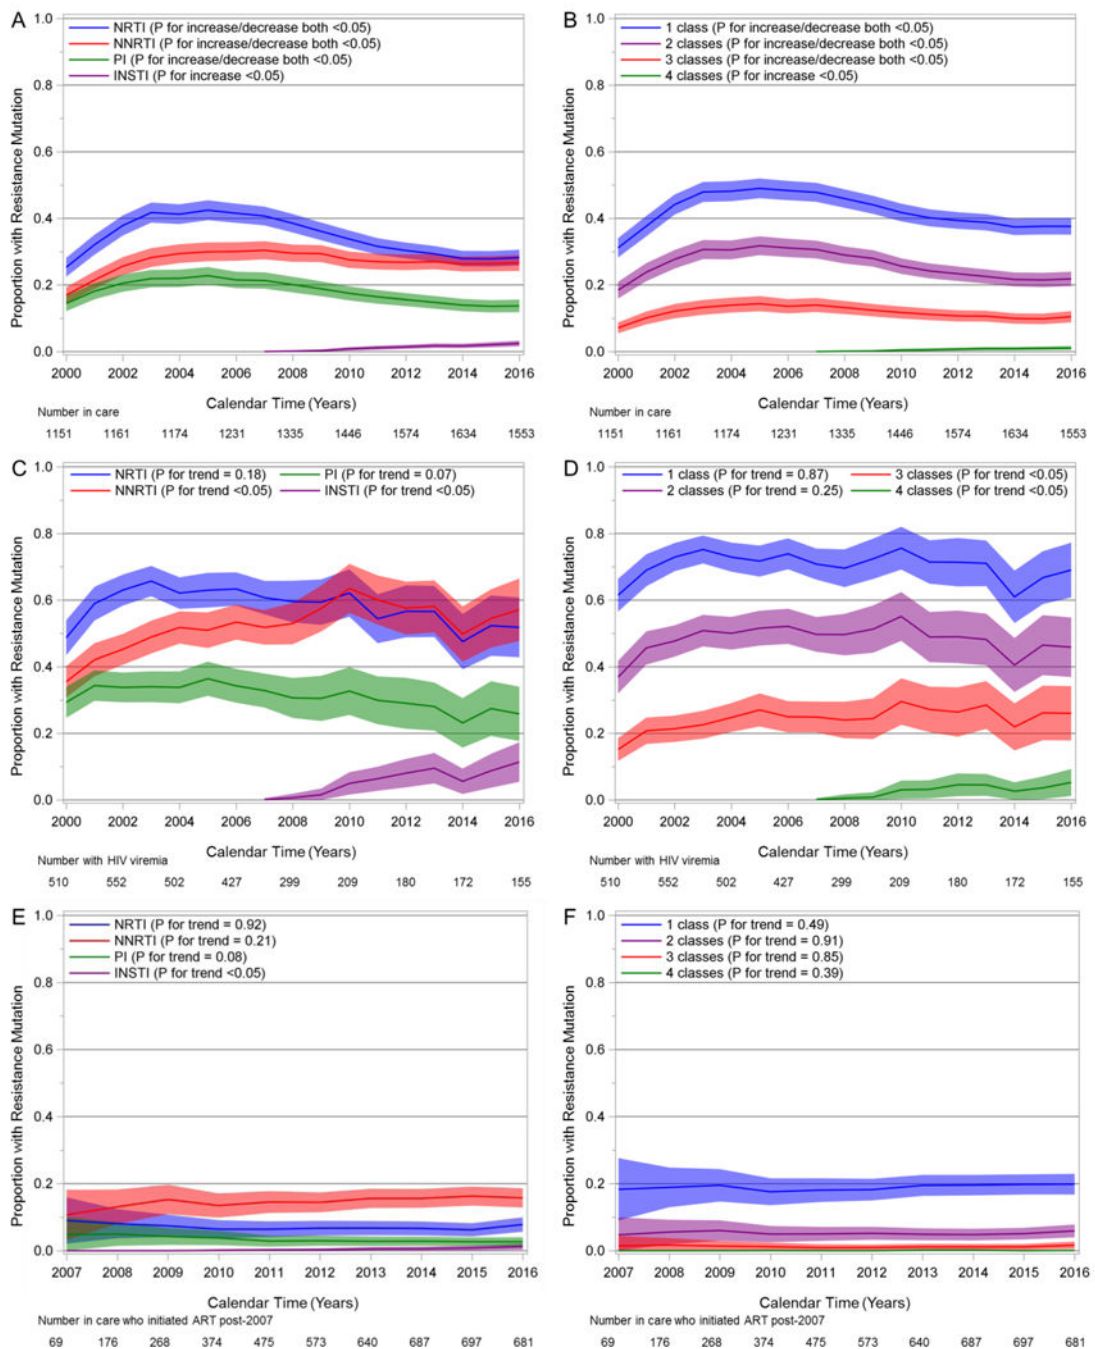 A
1.0
NRTI (P for increase/decrease both <0.05)
NNRTI (P for increase/decrease both <0.05)
PI (P for increase/decrease both <0.05)
INSTI (P for increase <0.05)
0.8
0.6
0.4
0.2
0.0
Proportion with Resistance Mutation
2000 2002 2004 2006 2008 2010 2012 2014 2016
Calendar Time (Years)
Number in care
1151 1161 1174 1231 1335 1446 1574 1634 1553
B
1.0
1 class (P for increase/decrease both <0.05)
2 classes (P for increase/decrease both <0.05)
3 classes (P for increase/decrease both <0.05)
4 classes (P for increase <0.05)
0.8
0.6
0.4
0.2
0.0
Proportion with Resistance Mutation
2000 2002 2004 2006 2008 2010 2012 2014 2016
Calendar Time (Years)
Number in care
1151 1161 1174 1231 1335 1446 1574 1634 1553
C
1.0
NRTI (P for trend = 0.18) PI (P for trend = 0.07)
NNRTI (P for trend <0.05) INSTI (P for trend <0.05)
0.8
0.6
0.4
0.2
0.0
Proportion with Resistance Mutation
2000 2002 2004 2006 2008 2010 2012 2014 2016
Calendar Time (Years)
Number with HIV viremia
510 552 502 427 299 209 180 172 155
D
1.0
1 class (P for trend = 0.87) 3 classes (P for trend <0.05)
2 classes (P for trend = 0.25) 4 classes (P for trend <0.05)
0.8
0.6
0.4
0.2
0.0
Proportion with Resistance Mutation
2000 2002 2004 2006 2008 2010 2012 2014 2016
Calendar Time (Years)
Number with HIV viremia
510 552 502 427 299 209 180 172 155
E
1.0
NRTI (P for trend = 0.92)
NNRTI (P for trend = 0.21)
PI (P for trend = 0.08)
INSTI (P for trend <0.05)
0.8
0.6
0.4
0.2
0.0
Proportion with Resistance Mutation
2007 2008 2009 2010 2011 2012 2013 2014 2015 2016
Calendar Time (Years)
Number in care who initiated ART post-2007
69 176 268 374 475 573 640 687 697 681
F
1.0
1 class (P for trend = 0.49)
2 classes (P for trend = 0.91)
3 classes (P for trend = 0.85)
4 classes (P for trend = 0.39)
0.8
0.6
0.4
0.2
0.0
Proportion with Resistance Mutation
2007 2008 2009 2010 2011 2012 2013 2014 2015 2016
Calendar Time (Years)
Number in care who initiated ART post-2007
69 176 268 374 475 573 640 687 697 681